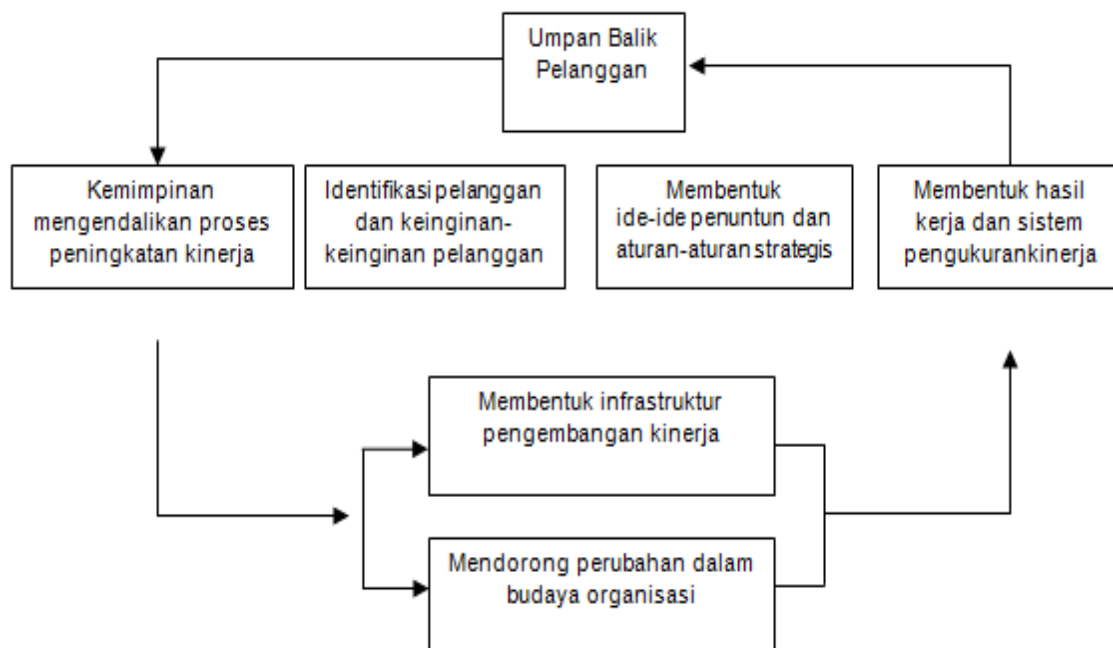 Umpan Balik
Pelanggan
Kemimpinan
mengendalikan proses
peningkatan kinerja
Identifikasi pelanggan
dan keinginan-
keinginan pelanggan
Membentuk
ide-ide penuntun dan
aturan-aturan strategis
Membentuk hasil
kerja dan sistem
pengukurankinerja
Membentuk infrastruktur
pengembangan kinerja
Mendorong perubahan dalam
budaya organisasi